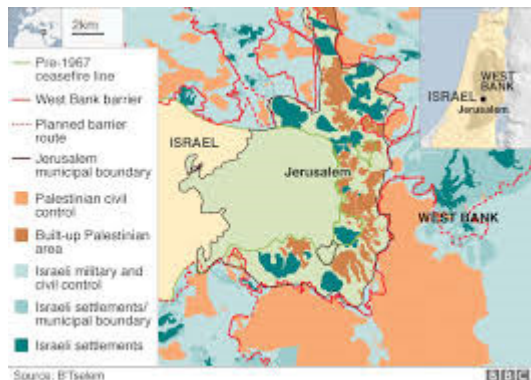 2km
Pre-1967
ceasefire line
West Bank barrier
Planned barrier
route
Jerusalem
municipal boundary
Palestinian civil
control
Built-up Palestinian
area
Israeli military and
civil control
Israeli settlements/
municipal boundary
Israeli settlements
ISRAEL
Jerusalem
WEST BANK
WEST
BANK
ISRAEL
Jerusalem
Source: B'Tselem
BBC